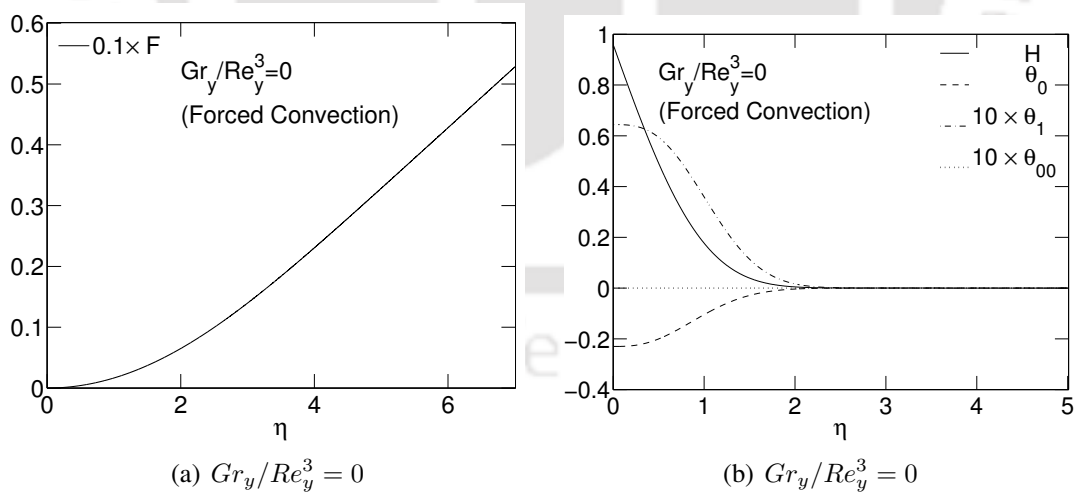 0.6
0.5
0.4
0.3
0.2
0.1
0
0.1× F
Gr_y/Re_y^3=0
(Forced Convection)
0 2 4 6
η
(a) Gr_y/Re_y^3 = 0
1
0.8
0.6
0.4
0.2
0
−0.2
−0.4
Gr_y/Re_y^3=0
(Forced Convection)
H
θ_0
10 × θ_1
10 × θ_00
0 1 2 3 4 5
η
(b) Gr_y/Re_y^3 = 0